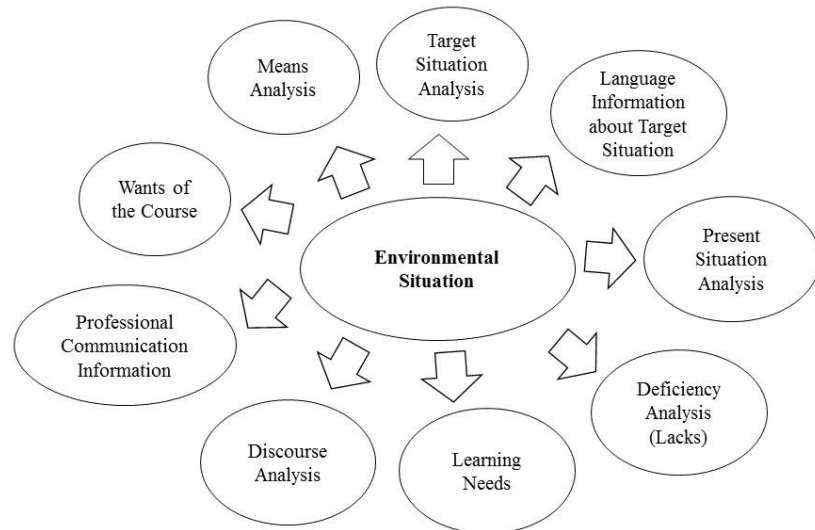 Means
Analysis
Target
Situation
Analysis
Language
Information
about Target
Situation
Wants of
the Course
Environmental
Situation
Present
Situation
Analysis
Professional
Communication
Information
Deficiency
Analysis
(Lacks)
Discourse
Analysis
Learning
Needs